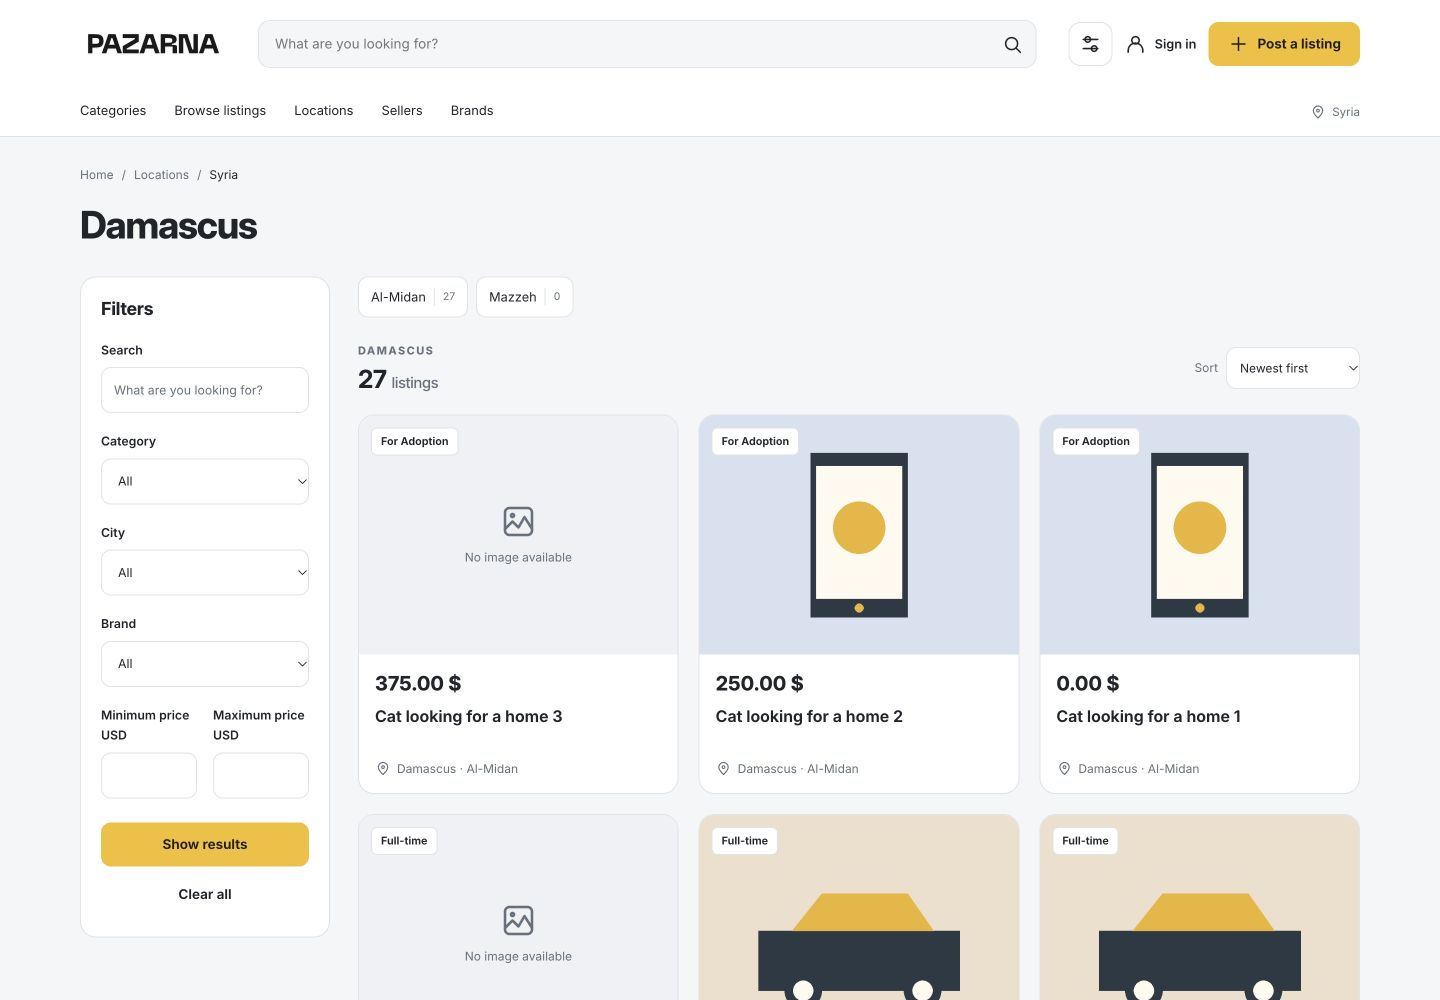 PAZARNA
What are you looking for?
Sign in
Post a listing
Categories
Browse listings
Locations
Sellers
Brands
Syria
Home / Locations / Syria
Damascus
Filters
Search
What are you looking for?
Category
All
City
All
Brand
All
Minimum price USD
Maximum price USD
Show results
Clear all
Al-Midan 27
Mazzeh 0
DAMASCUS
27 listings
Sort
Newest first
For Adoption
No image available
375.00 $
Cat looking for a home 3
Damascus · Al-Midan
For Adoption
250.00 $
Cat looking for a home 2
Damascus · Al-Midan
For Adoption
0.00 $
Cat looking for a home 1
Damascus · Al-Midan
Full-time
No image available
Full-time
Full-time